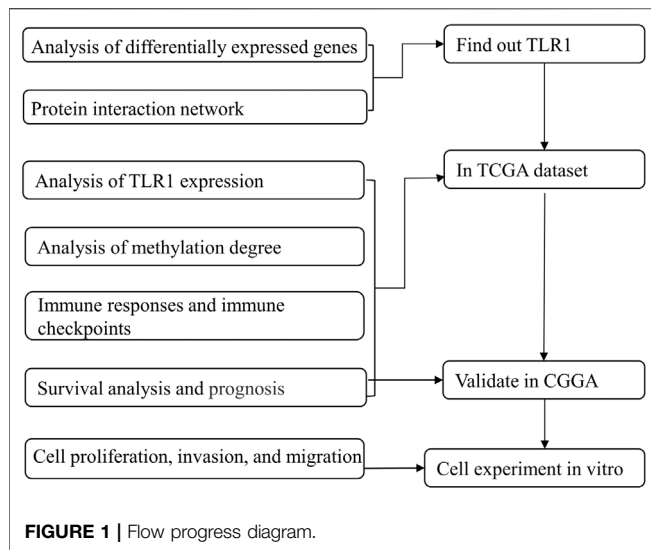 Analysis of differentially expressed genes
Find out TLR1
Protein interaction network
Analysis of TLR1 expression
In TCGA dataset
Analysis of methylation degree
Immune responses and immune
checkpoints
Survival analysis and prognosis
Validate in CGGA
Cell proliferation, invasion, and migration
Cell experiment in vitro
FIGURE 1 | Flow progress diagram.